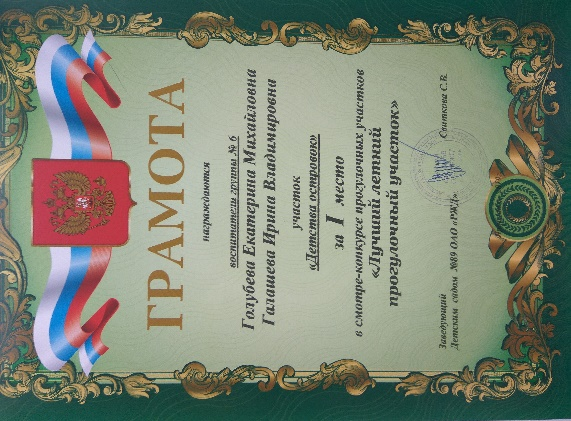 ГРАМОТА
награждаются
воспитатели группы № 6
Голубева Екатерина Михайловна
Галашева Ирина Владимировна
участок
«Детства островок»
за I место
в смотре-конкурсе прогулочных участков
«Лучший летний
прогулочный участок»
Заведующий
Детским садом №89 ОАО «РЖД» Свиткова С.В.